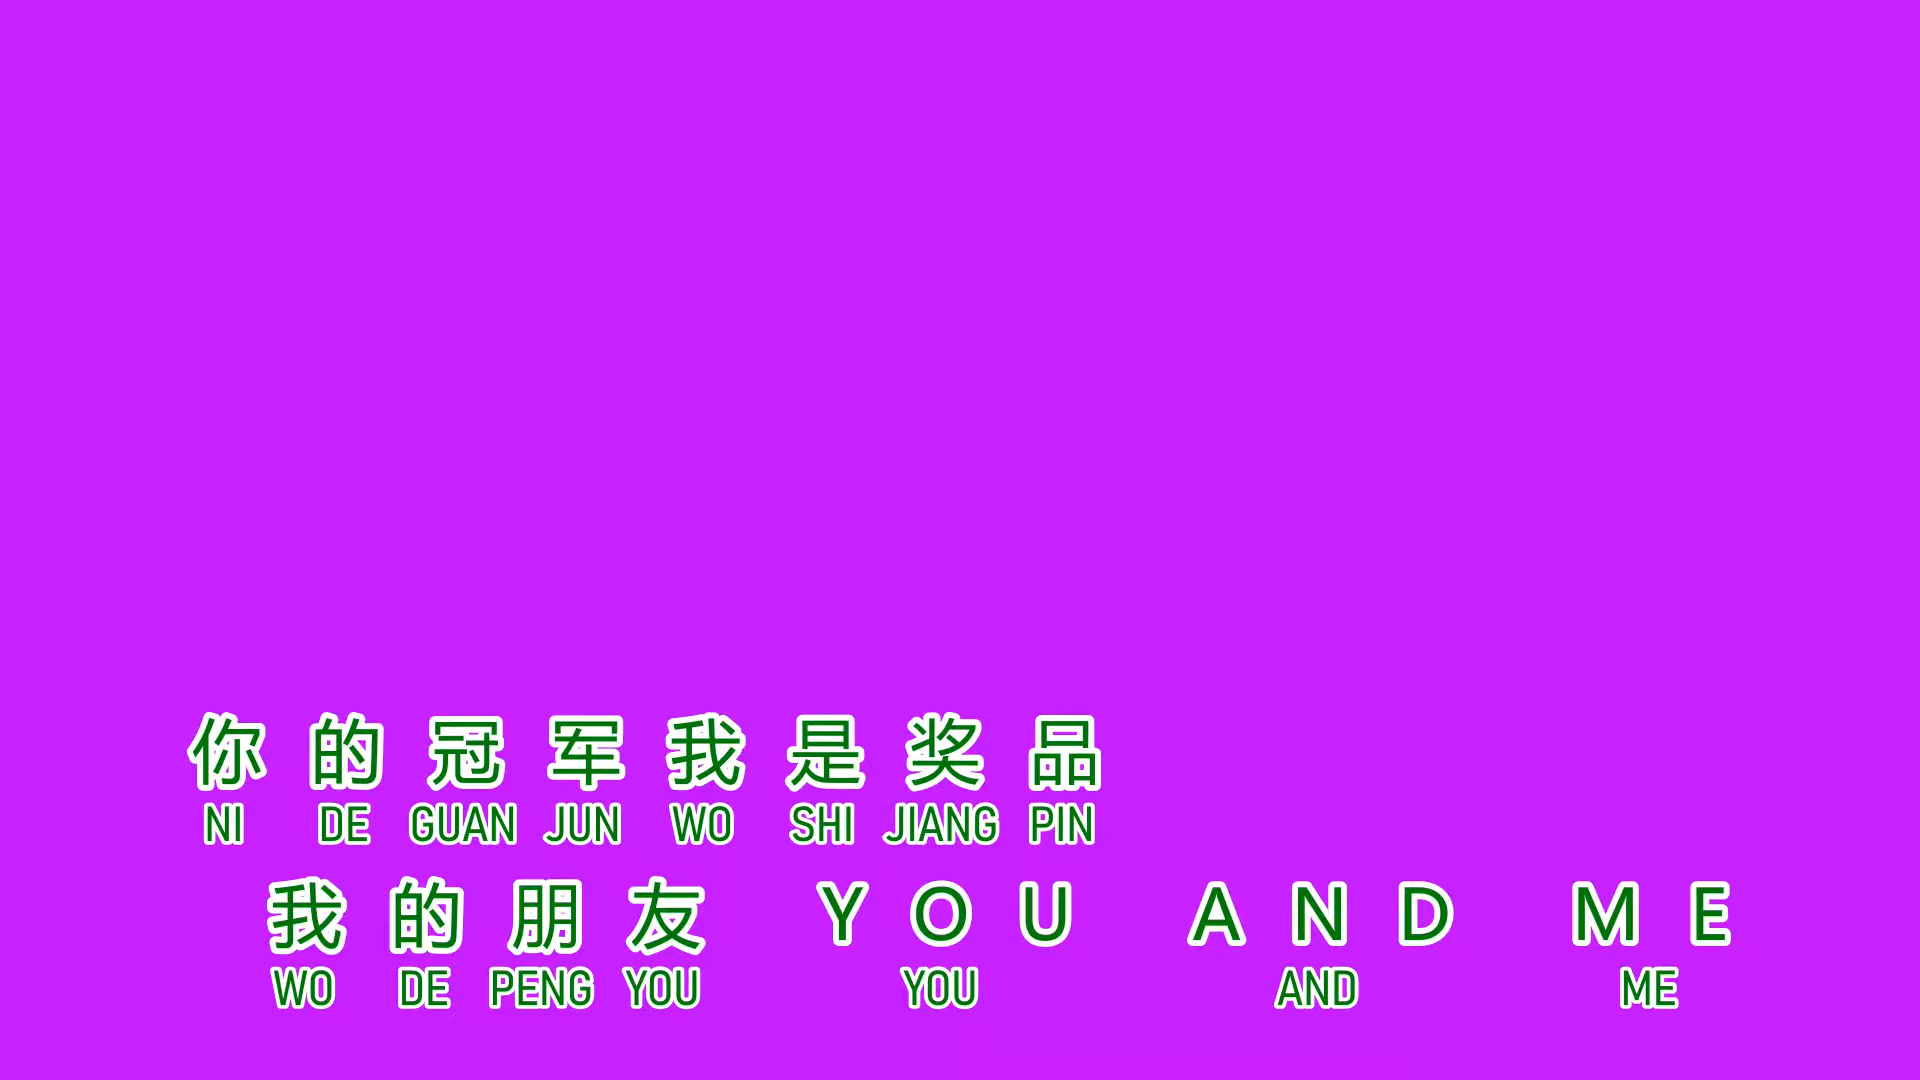 你的冠军我是奖品
NI DE GUAN JUN WO SHI JIANG PIN
我的朋友 YOU AND ME
WO DE PENG YOU YOU AND ME